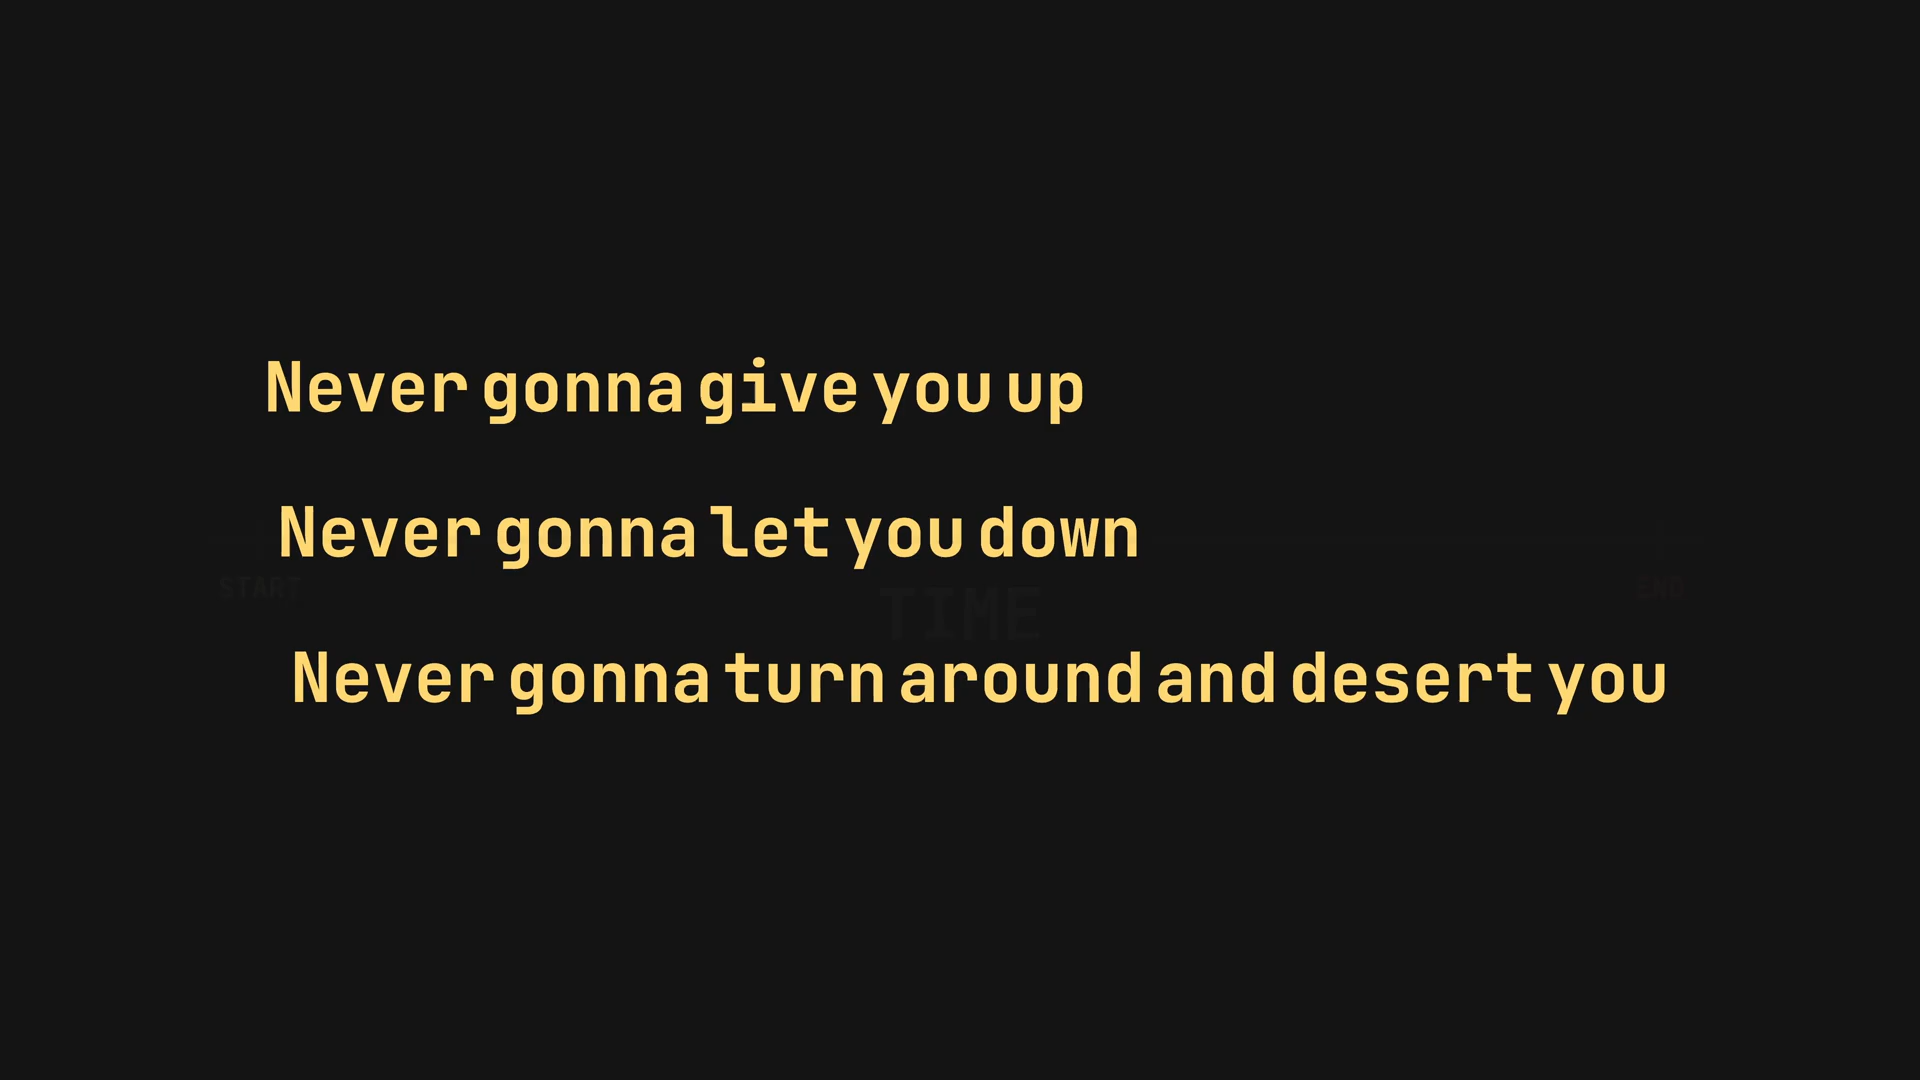 Never gonna give you up
Never gonna let you down
START
TIME
END
Never gonna turn around and desert you